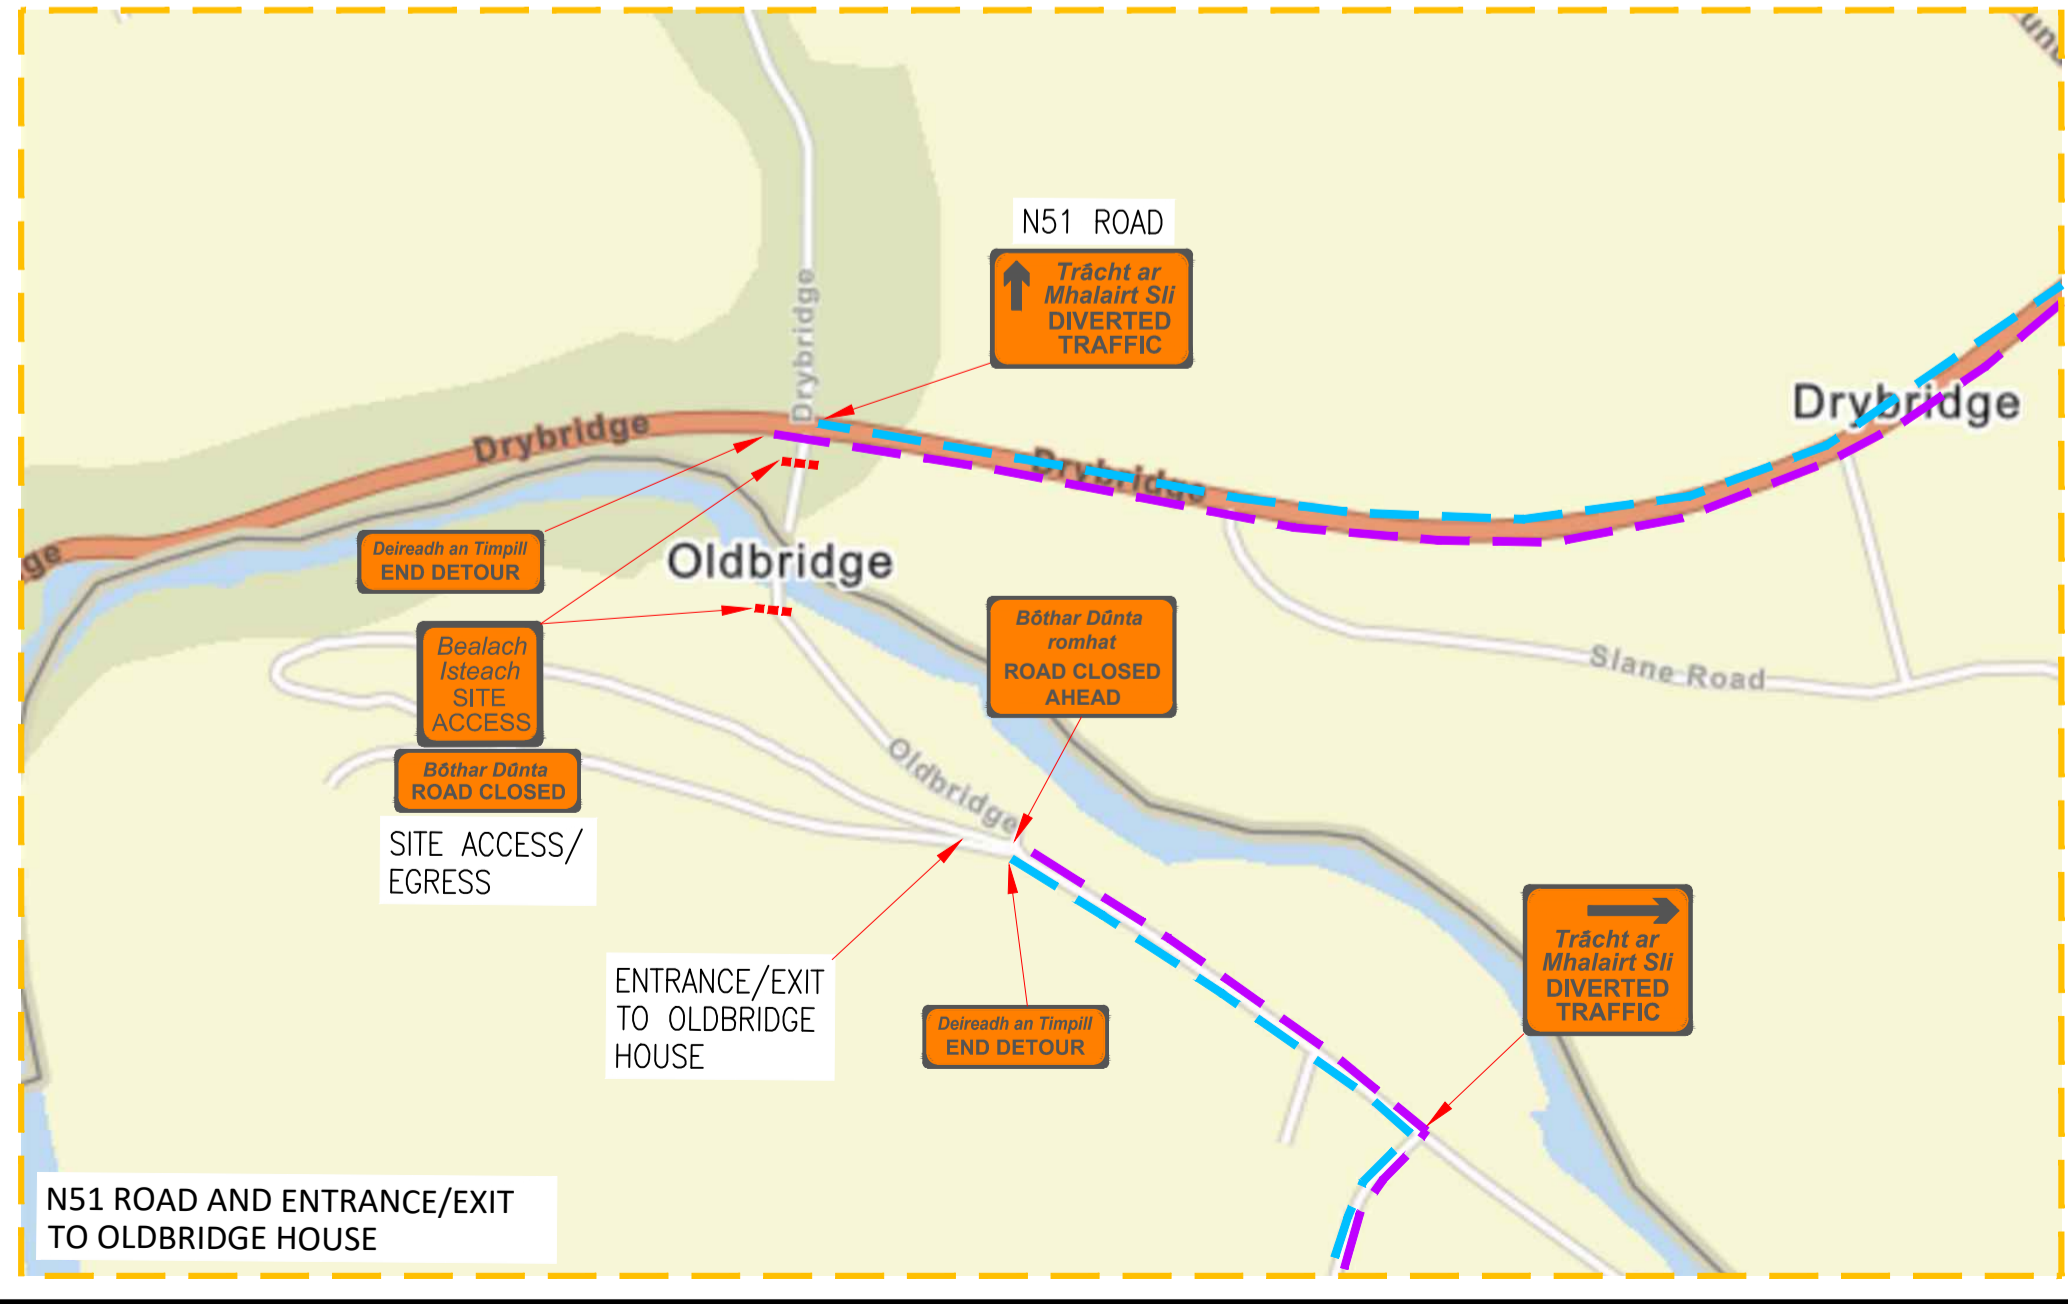 N51 ROAD
Trácht ar
Mhalairt Sli
DIVERTED
TRAFFIC
Drybridge
Drybridge
Drybridge
Drybridge
Deireadh an Timpill
END DETOUR
Oldbridge
Bealach
Isteach
SITE
ACCESS
Bóthar Dúnta
ROAD CLOSED
SITE ACCESS/
EGRESS
Bóthar Dúnta
romhat
ROAD CLOSED
AHEAD
Slane Road
Oldbridge
ENTRANCE/EXIT
TO OLDBRIDGE
HOUSE
Deireadh an Timpill
END DETOUR
Trácht ar
Mhalairt Sli
DIVERTED
TRAFFIC
N51 ROAD AND ENTRANCE/EXIT
TO OLDBRIDGE HOUSE